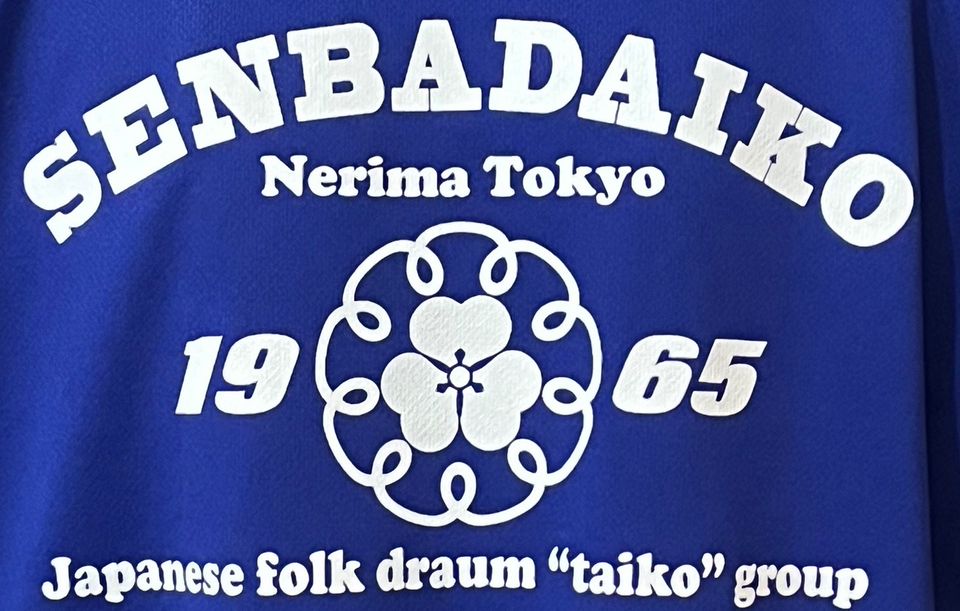 SENBADAIKO
Nerima Tokyo
19 65
Japanese folk draum “taiko” group